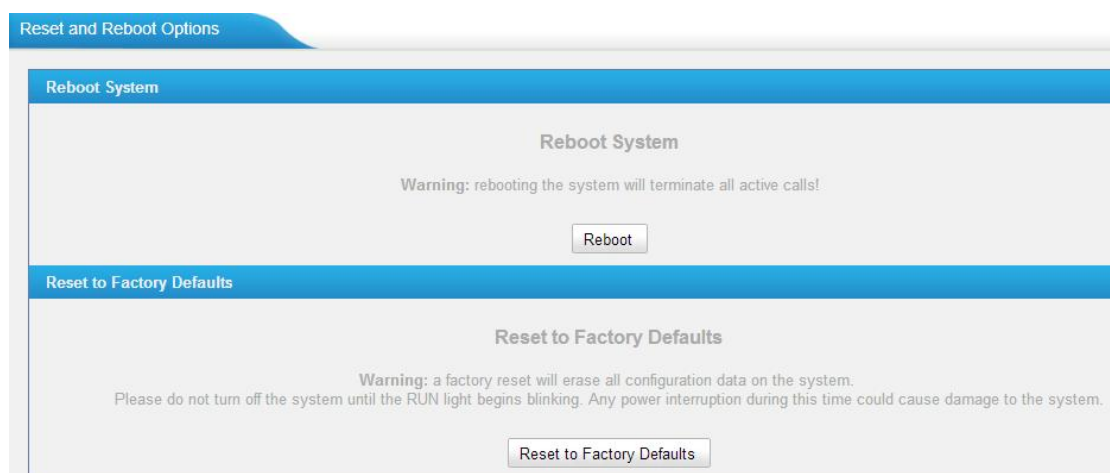 Reset and Reboot Options
Reboot System
Reboot System
Warning: rebooting the system will terminate all active calls!
Reboot
Reset to Factory Defaults
Reset to Factory Defaults
Warning: a factory reset will erase all configuration data on the system.
Please do not turn off the system until the RUN light begins blinking. Any power interruption during this time could cause damage to the system.
Reset to Factory Defaults